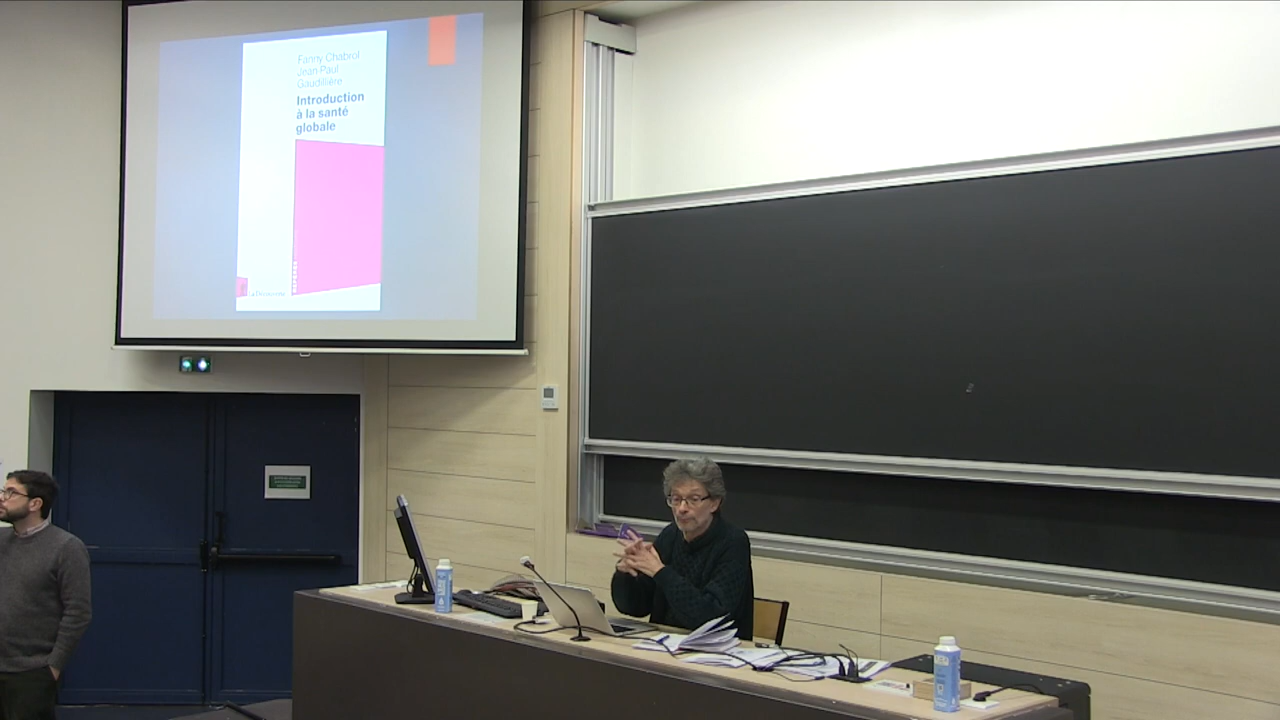 Fanny Chabrol
Jean-Paul
Gaudillière
Introduction
à la santé
globale